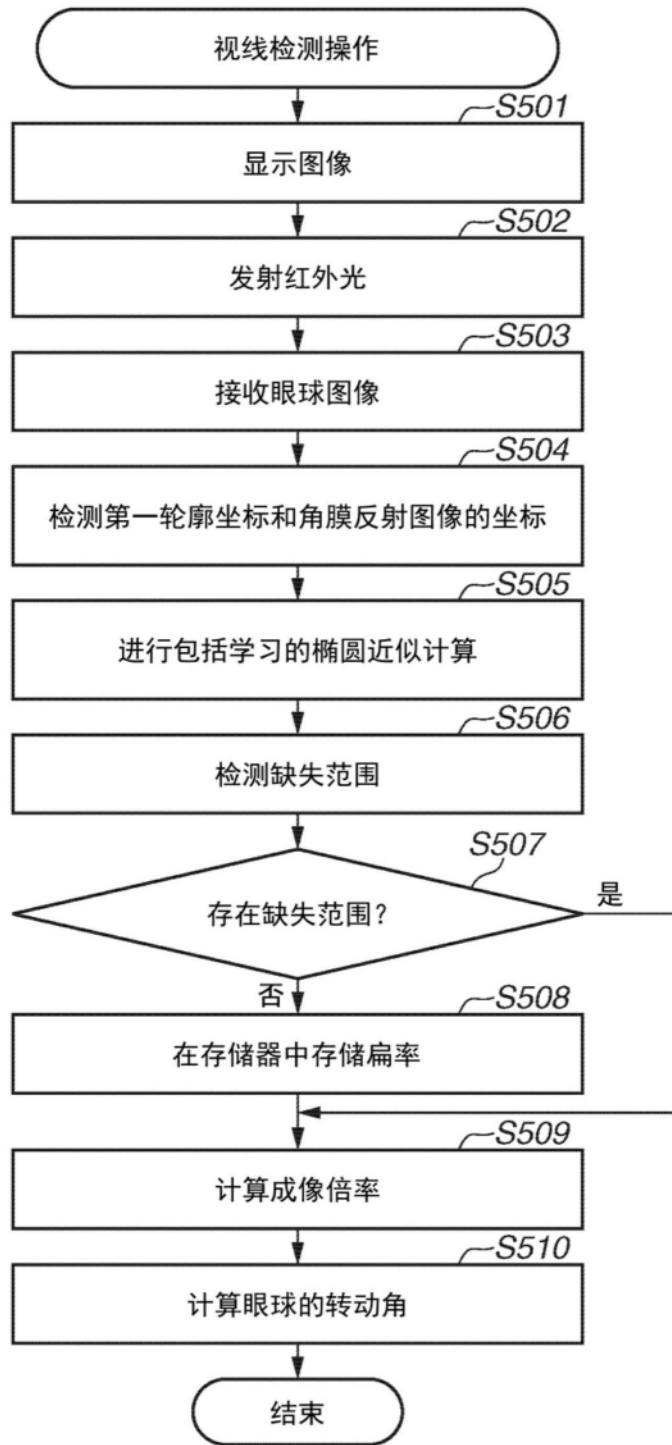 视线检测操作
S501
显示图像
S502
发射红外光
S503
接收眼球图像
S504
检测第一轮廓坐标和角膜反射图像的坐标
S505
进行包括学习的椭圆近似计算
S506
检测缺失范围
S507
存在缺失范围?
是
否
S508
在存储器中存储扁率
S509
计算成像倍率
S510
计算眼球的转动角
结束